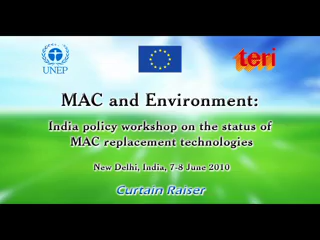 UNEP
teri
MAC and Environment:
India policy workshop on the status of
MAC replacement technologies
New Delhi, India, 7-8 June 2010
Curtain Raiser